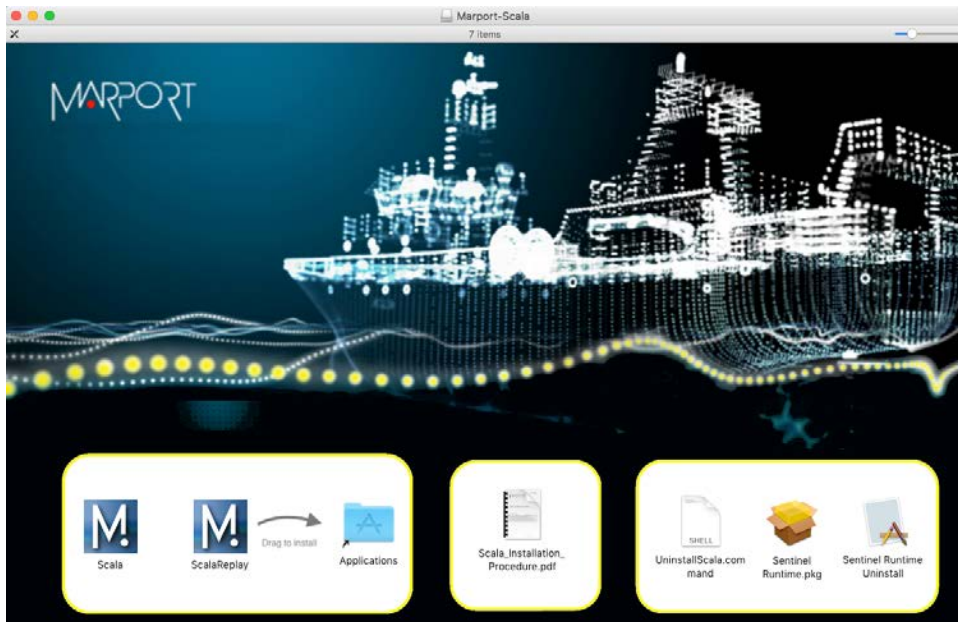 Marport-Scala
7 items
MARPORT
Scala
ScalaReplay
Drag to install
Applications
Scala_Installation_
Procedure.pdf
SHELL
UninstallScala.com
mand
Sentinel
Runtime.pkg
Sentinel Runtime
Uninstall